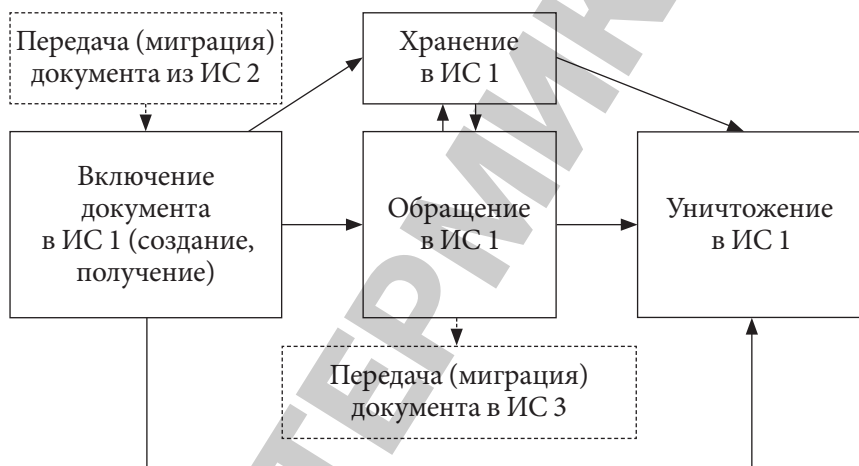 Передача (миграция)
документа из ИС 2
Хранение
в ИС 1
Включение
документа
в ИС 1 (создание,
получение)
Обращение
в ИС 1
Уничтожение
в ИС 1
Передача (миграция)
документа в ИС 3
ТЕРМИК